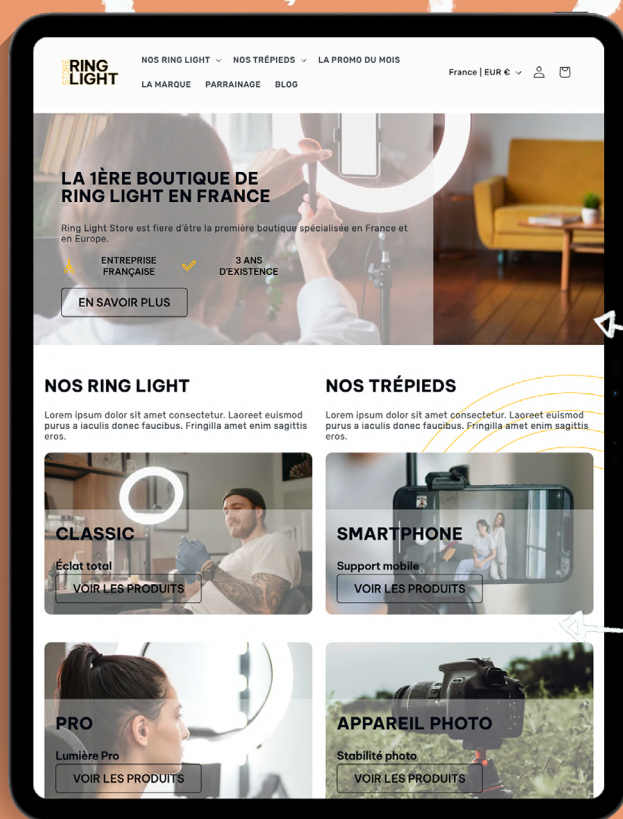 STORE
RING
LIGHT
NOS RING LIGHT
NOS TRÉPIEDS
LA PROMO DU MOIS
France | EUR €
LA MARQUE
PARRAINAGE
BLOG
LA 1ÈRE BOUTIQUE DE
RING LIGHT EN FRANCE
Ring Light Store est fiere d'être la première boutique spécialisée en France et
en Europe.
ENTREPRISE
FRANÇAISE
3 ANS
D'EXISTENCE
EN SAVOIR PLUS
NOS RING LIGHT
Lorem ipsum dolor sit amet consectetur. Laoreet euismod
purus a iaculis donec faucibus. Fringilla amet enim sagittis
eros.
NOS TRÉPIEDS
Lorem ipsum dolor sit amet consectetur. Laoreet euismod
purus a iaculis donec faucibus. Fringilla amet enim sagittis
eros.
CLASSIC
Éclat total
VOIR LES PRODUITS
SMARTPHONE
Support mobile
VOIR LES PRODUITS
PRO
Lumière Pro
VOIR LES PRODUITS
APPAREIL PHOTO
Stabilité photo
VOIR LES PRODUITS